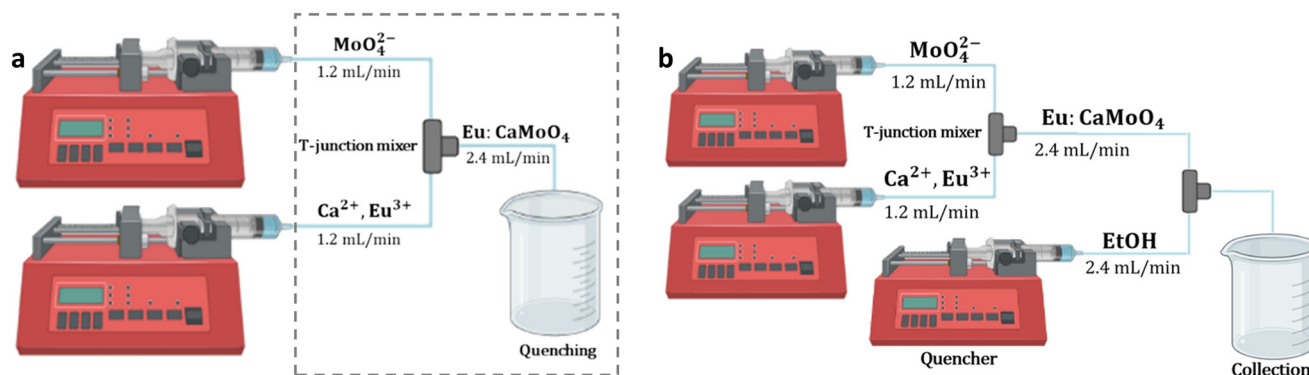 a
MoO₄²⁻
1.2 mL/min
T-junction mixer
Eu: CaMoO₄
2.4 mL/min
Ca²⁺, Eu³⁺
1.2 mL/min
Quenching
b
MoO₄²⁻
1.2 mL/min
T-junction mixer
Eu: CaMoO₄
2.4 mL/min
Ca²⁺, Eu³⁺
1.2 mL/min
EtOH
2.4 mL/min
Quencher
Collection